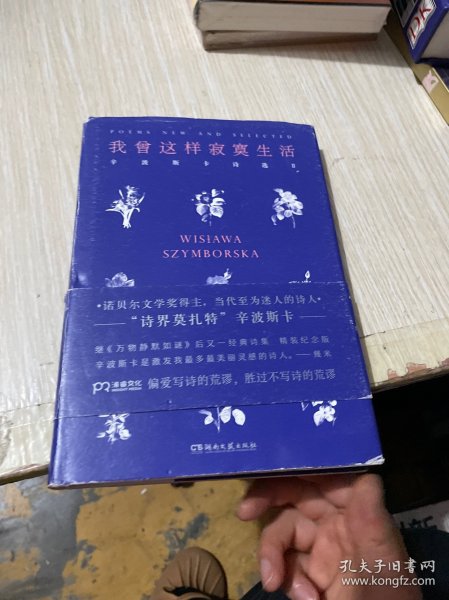 POEMS NEW AND SELECTED
我曾这样寂寞生活
辛波斯卡诗选 II
WISŁAWA
SZYMBORSKA
•诺贝尔文学奖得主，当代至为迷人的诗人•
——“诗界莫扎特”辛波斯卡——
继《万物静默如谜》后又一经典诗集 精装纪念版
辛波斯卡是激发我最多最美丽灵感的诗人。——幾米
浦睿文化 偏爱写诗的荒谬，胜过不写诗的荒谬
INSIGHT MEDIA
湖南文艺出版社
DK
孔夫子旧书网
www.kongfz.com